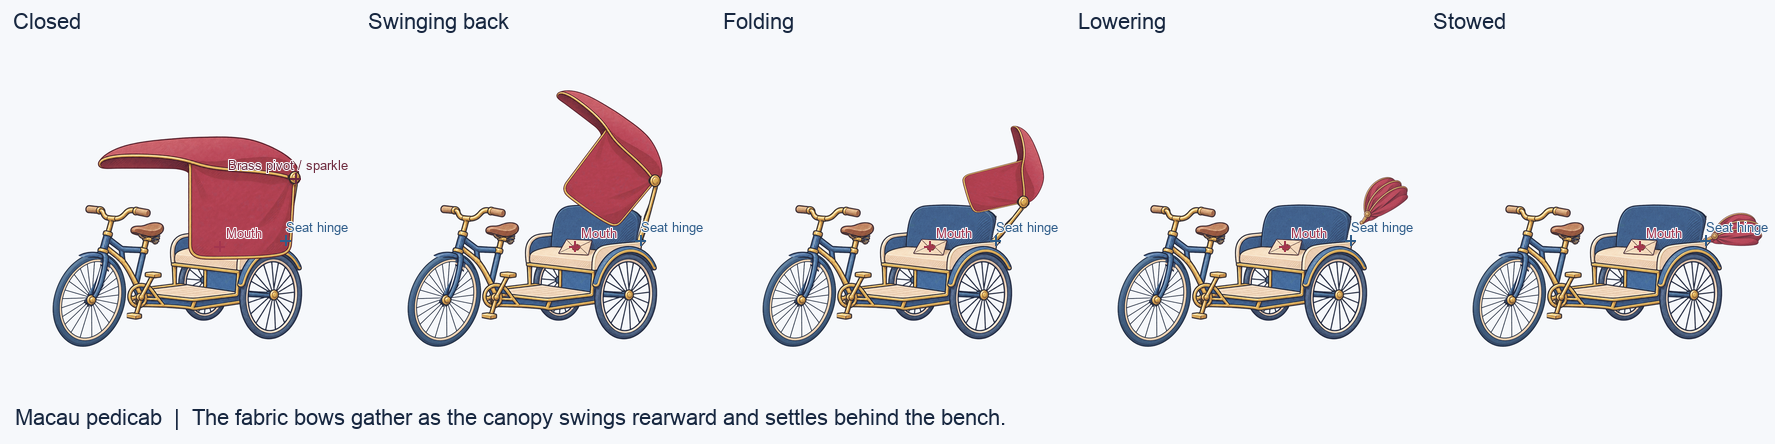 Closed
Swinging back
Folding
Lowering
Stowed
Brass pivot / sparkle
Mouth
Seat hinge
Mouth
Seat hinge
Mouth
Seat hinge
Mouth
Seat hinge
Mouth
Seat hinge
Macau pedicab | The fabric bows gather as the canopy swings rearward and settles behind the bench.